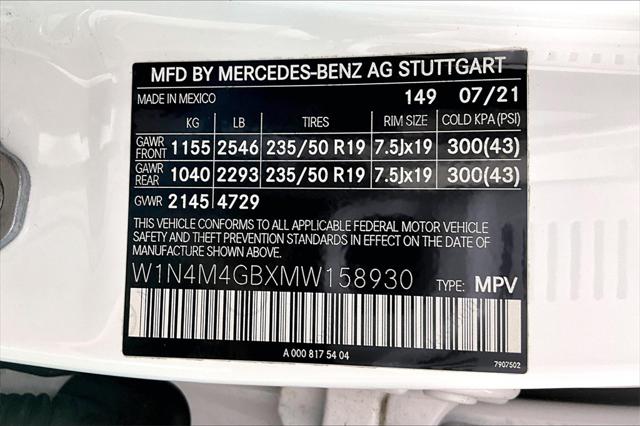 MFD BY MERCEDES-BENZ AG STUTTGART
MADE IN MEXICO 149 07/21
KG LB TIRES RIM SIZE COLD KPA (PSI)
GAWR FRONT 1155 2546 235/50 R19 7.5Jx19 300(43)
GAWR REAR 1040 2293 235/50 R19 7.5Jx19 300(43)
GVWR 2145 4729
THIS VEHICLE CONFORMS TO ALL APPLICABLE FEDERAL MOTOR VEHICLE
SAFETY AND THEFT PREVENTION STANDARDS IN EFFECT ON THE DATE OF
MANUFACTURE SHOWN ABOVE.
W1N4M4GBXMW158930 TYPE: MPV
A 000 817 54 04
7907502